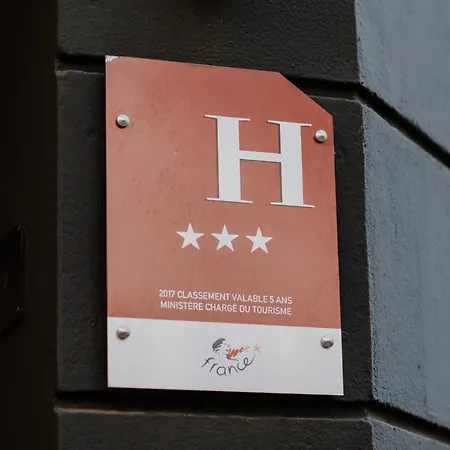 H
2017 CLASSEMENT VALABLE 5 ANS
MINISTÈRE CHARGÉ DU TOURISME
france